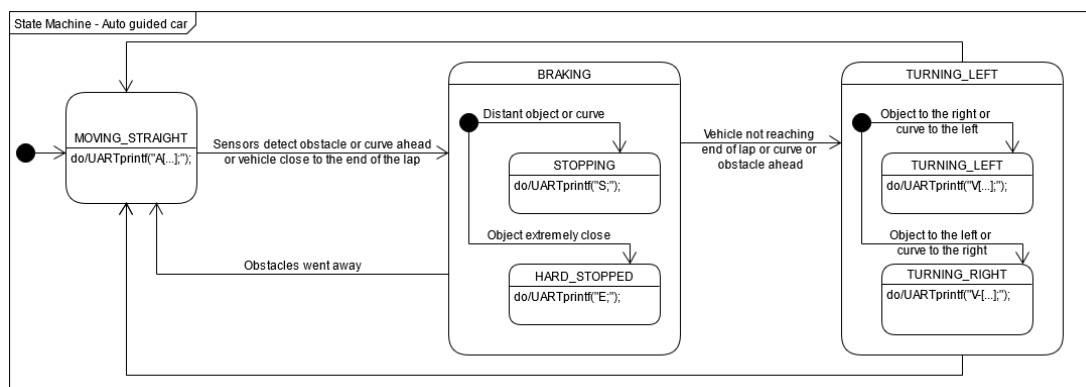 State Machine - Auto guided car
MOVING_STRAIGHT
do/UARTprintf("A[...];");
Sensors detect obstacle or curve ahead
or vehicle close to the end of the lap
Obstacles went away
BRAKING
Distant object or curve
STOPPING
do/UARTprintf("S;");
Object extremely close
HARD_STOPPED
do/UARTprintf("E;");
Vehicle not reaching
end of lap or curve or
obstacle ahead
TURNING_LEFT
Object to the right or
curve to the left
TURNING_LEFT
do/UARTprintf("V[...];");
Object to the left or
curve to the right
TURNING_RIGHT
do/UARTprintf("V-[...];");